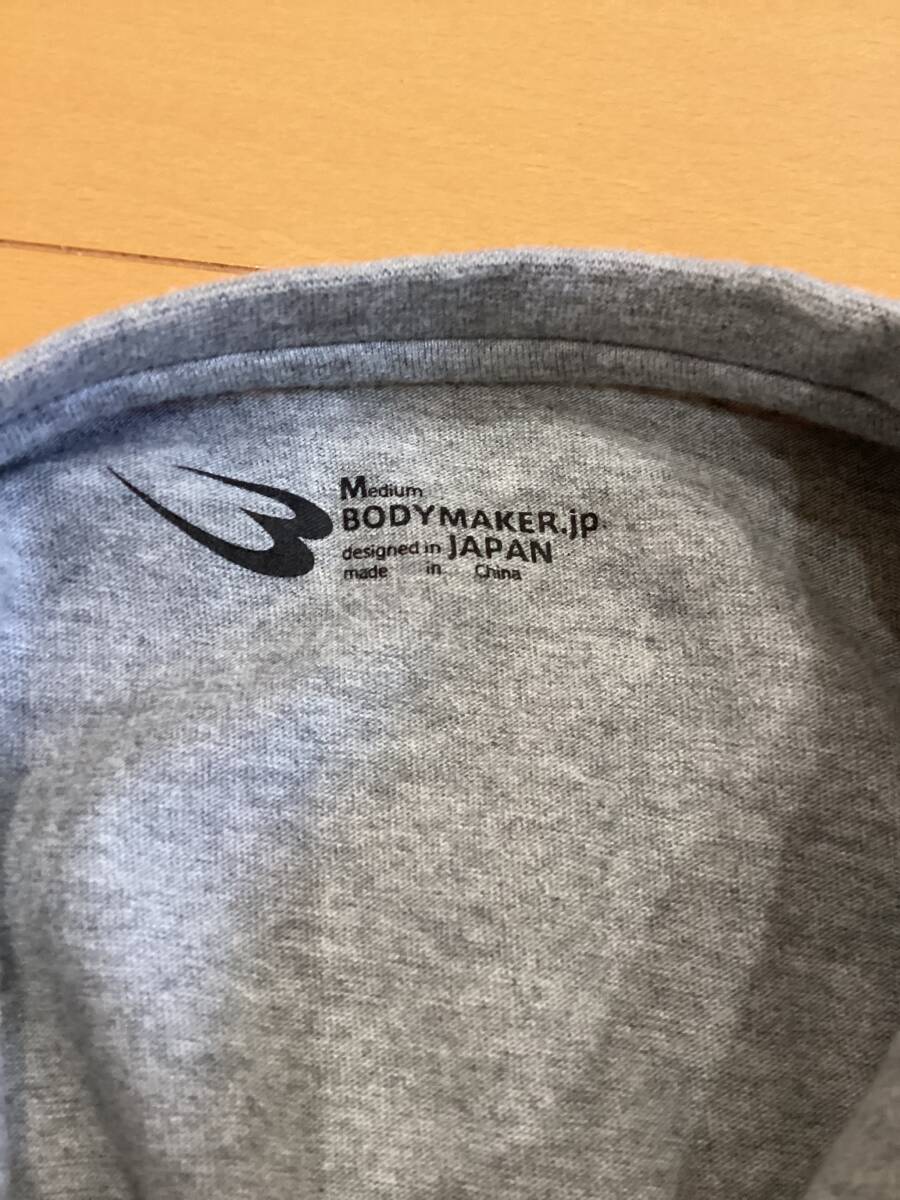 Medium
BODYMAKER.jp
designed in JAPAN
made in China